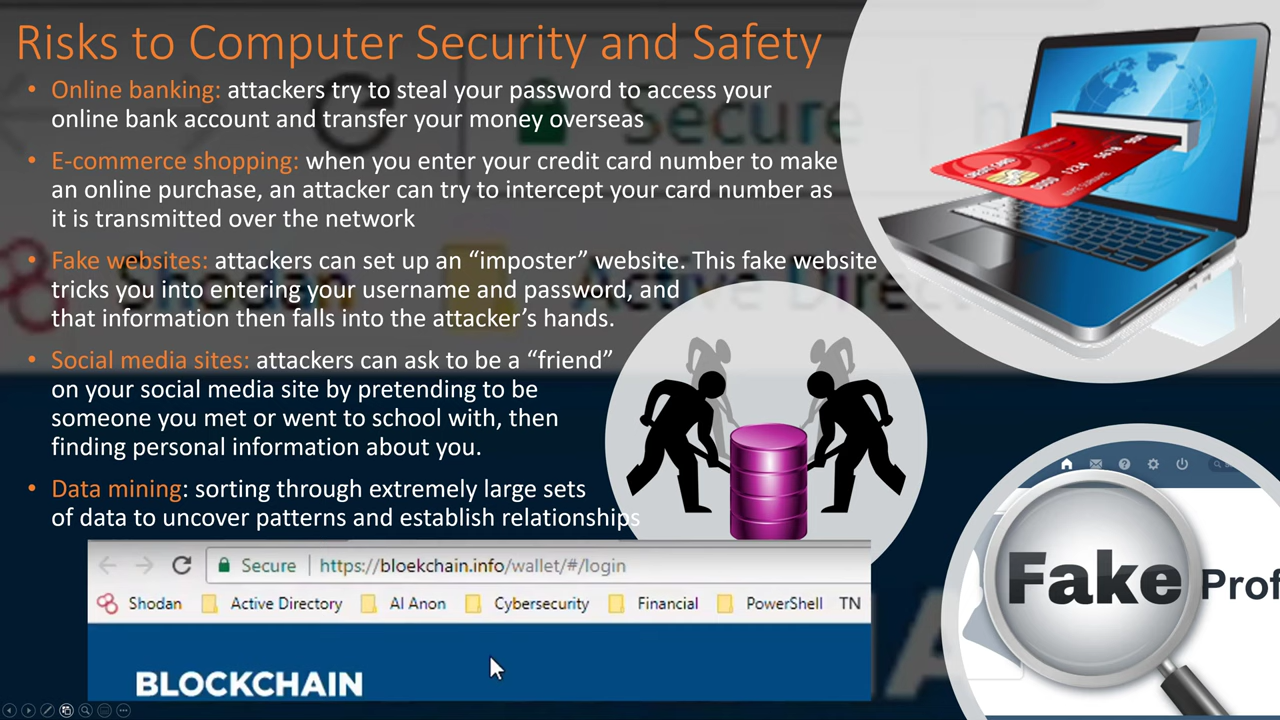 Risks to Computer Security and Safety
• Online banking: attackers try to steal your password to access your
online bank account and transfer your money overseas
• E-commerce shopping: when you enter your credit card number to make
an online purchase, an attacker can try to intercept your card number as
it is transmitted over the network
• Fake websites: attackers can set up an “imposter” website. This fake website
tricks you into entering your username and password, and
that information then falls into the attacker’s hands.
• Social media sites: attackers can ask to be a “friend”
on your social media site by pretending to be
someone you met or went to school with, then
finding personal information about you.
• Data mining: sorting through extremely large sets
of data to uncover patterns and establish relationships
Secure | https://bloekchain.info/wallet/#/login
Shodan Active Directory Al Anon Cybersecurity Financial PowerShell TN
BLOCKCHAIN
Fake Prof
Secure
CREDIT CARD